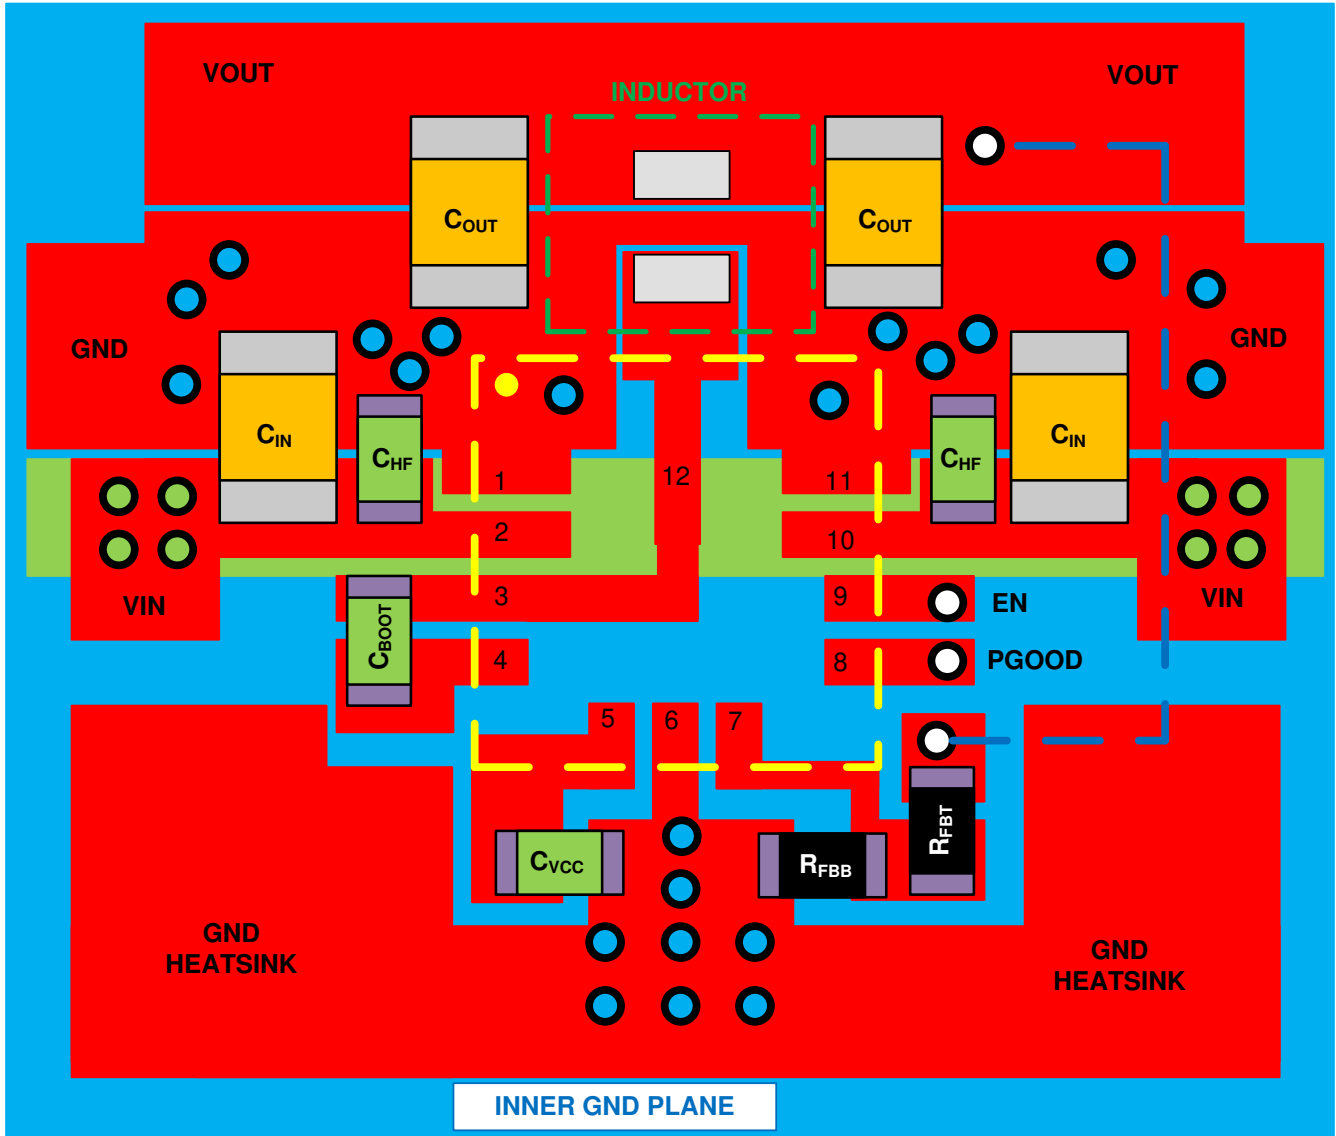 VOUT
VOUT
INDUCTOR
COUT
COUT
GND
GND
CIN
CHF
CHF
CIN
1
12
11
2
10
3
9
EN
VIN
VIN
CBOOT
4
8
PGOOD
5
6
7
CVCC
RFBB
RFBT
GND
HEATSINK
GND
HEATSINK
INNER GND PLANE